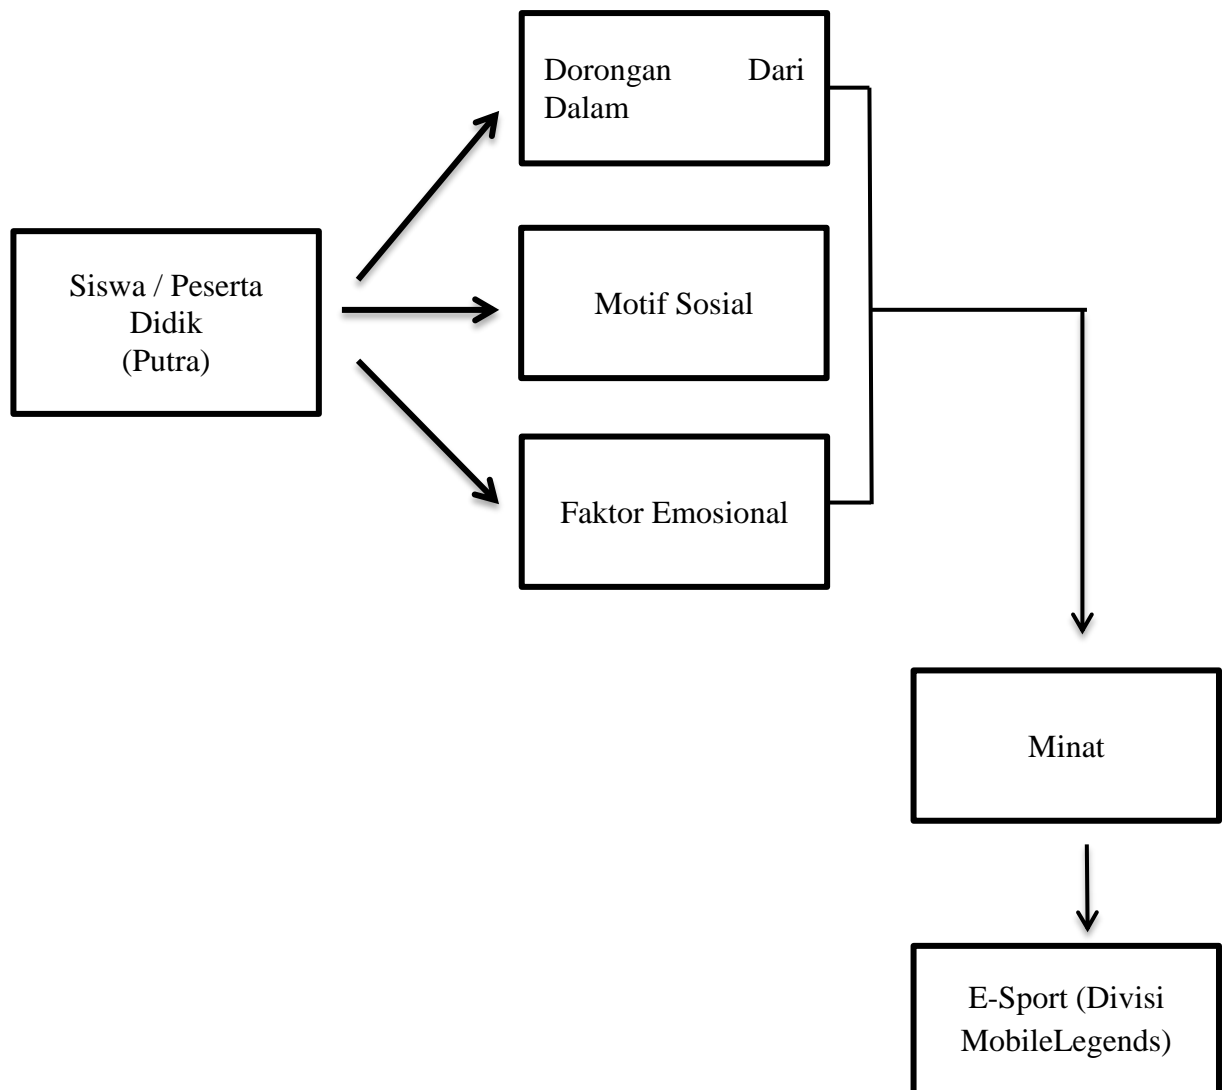 Dorongan Dari
Dalam
Siswa / Peserta
Didik
(Putra)
Motif Sosial
Faktor Emosional
Minat
E-Sport (Divisi
MobileLegends)